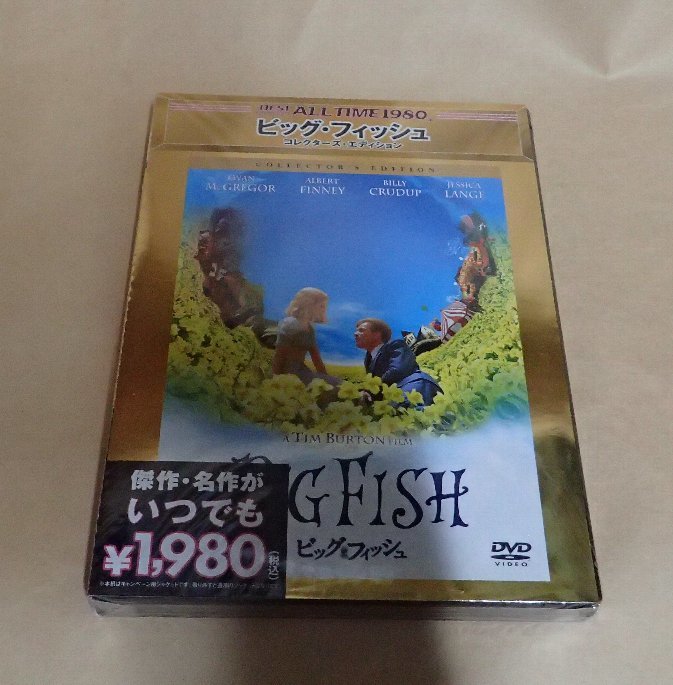 BEST ALL TIME 1980
ビッグ・フィッシュ
コレクターズ・エディション
COLLECTOR'S EDITION
EWAN McGREGOR
ALBERT FINNEY
BILLY CRUDUP
JESSICA LANGE
A TIM BURTON FILM
BIG FISH
ビッグ・フィッシュ
DVD
VIDEO
傑作・名作が
いつでも
¥1,980(税込)